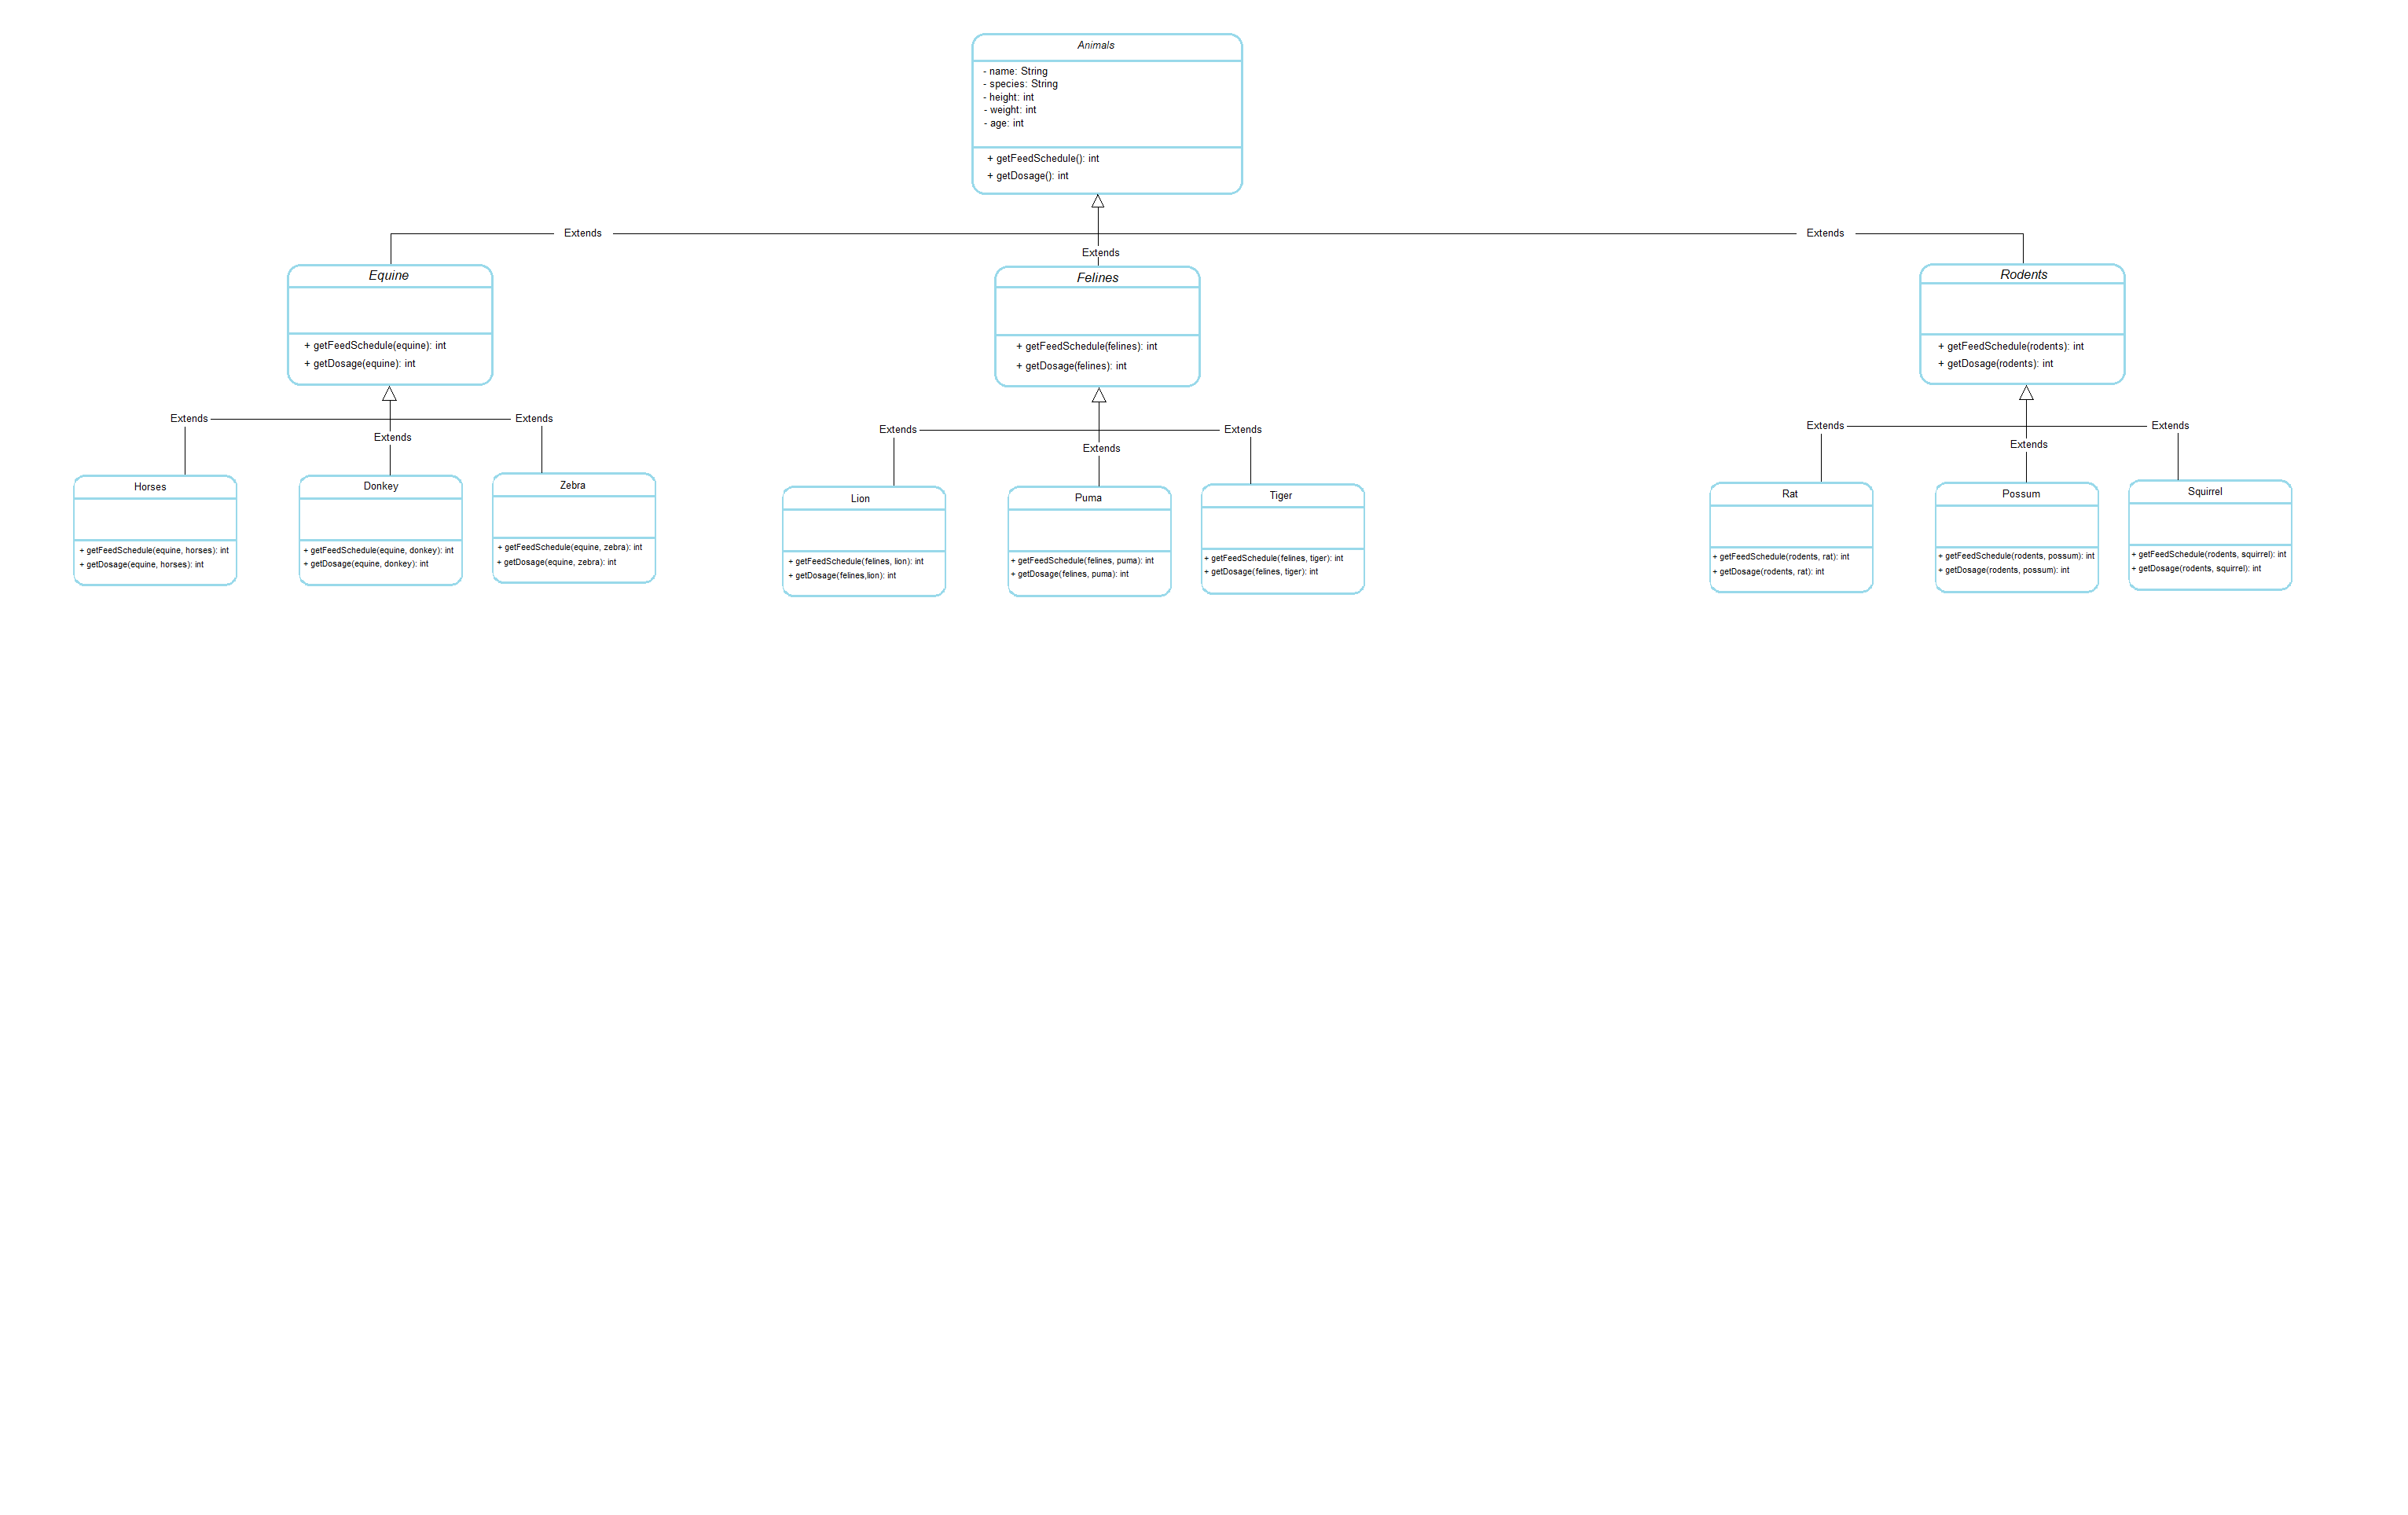 Animals
- name: String
- species: String
- height: int
- weight: int
- age: int
+ getFeedSchedule(): int
+ getDosage(): int
Extends
Extends
Extends
Equine
+ getFeedSchedule(equine): int
+ getDosage(equine): int
Felines
+ getFeedSchedule(felines): int
+ getDosage(felines): int
Rodents
+ getFeedSchedule(rodents): int
+ getDosage(rodents): int
Extends
Extends
Extends
Extends
Extends
Extends
Extends
Extends
Extends
Horses
+ getFeedSchedule(equine, horses): int
+ getDosage(equine, horses): int
Donkey
+ getFeedSchedule(equine, donkey): int
+ getDosage(equine, donkey): int
Zebra
+ getFeedSchedule(equine, zebra): int
+ getDosage(equine, zebra): int
Lion
+ getFeedSchedule(felines, lion): int
+ getDosage(felines,lion): int
Puma
+ getFeedSchedule(felines, puma): int
+ getDosage(felines, puma): int
Tiger
+ getFeedSchedule(felines, tiger): int
+ getDosage(felines, tiger): int
Rat
+ getFeedSchedule(rodents, rat): int
+ getDosage(rodents, rat): int
Possum
+ getFeedSchedule(rodents, possum): int
+ getDosage(rodents, possum): int
Squirrel
+ getFeedSchedule(rodents, squirrel): int
+ getDosage(rodents, squirrel): int